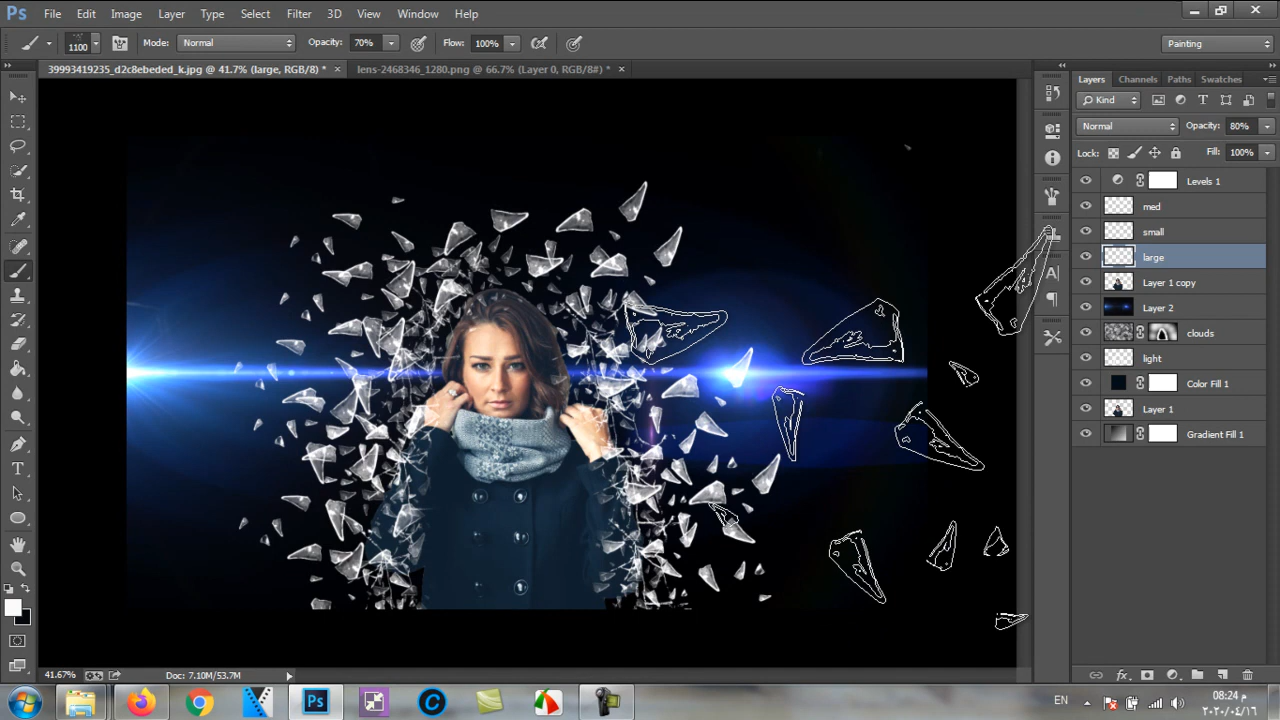 Ps File Edit Image Layer Type Select Filter 3D View Window Help
1100 Mode: Normal Opacity: 70% Flow: 100% Painting
39993419235_d2c8ebeded_k.jpg @ 41.7% (large, RGB/8) * × lens-2468346_1280.png @ 66.7% (Layer 0, RGB/8#) * ×
Layers Channels Paths Swatches
Kind
Normal Opacity: 80%
Lock: Fill: 100%
Levels 1
med
small
large
Layer 1 copy
Layer 2
clouds
light
Color Fill 1
Layer 1
Gradient Fill 1
41.67% Doc: 7.10M/53.7M
Ps EN 08:24 م
٢٠٢٠/٠٤/١٦